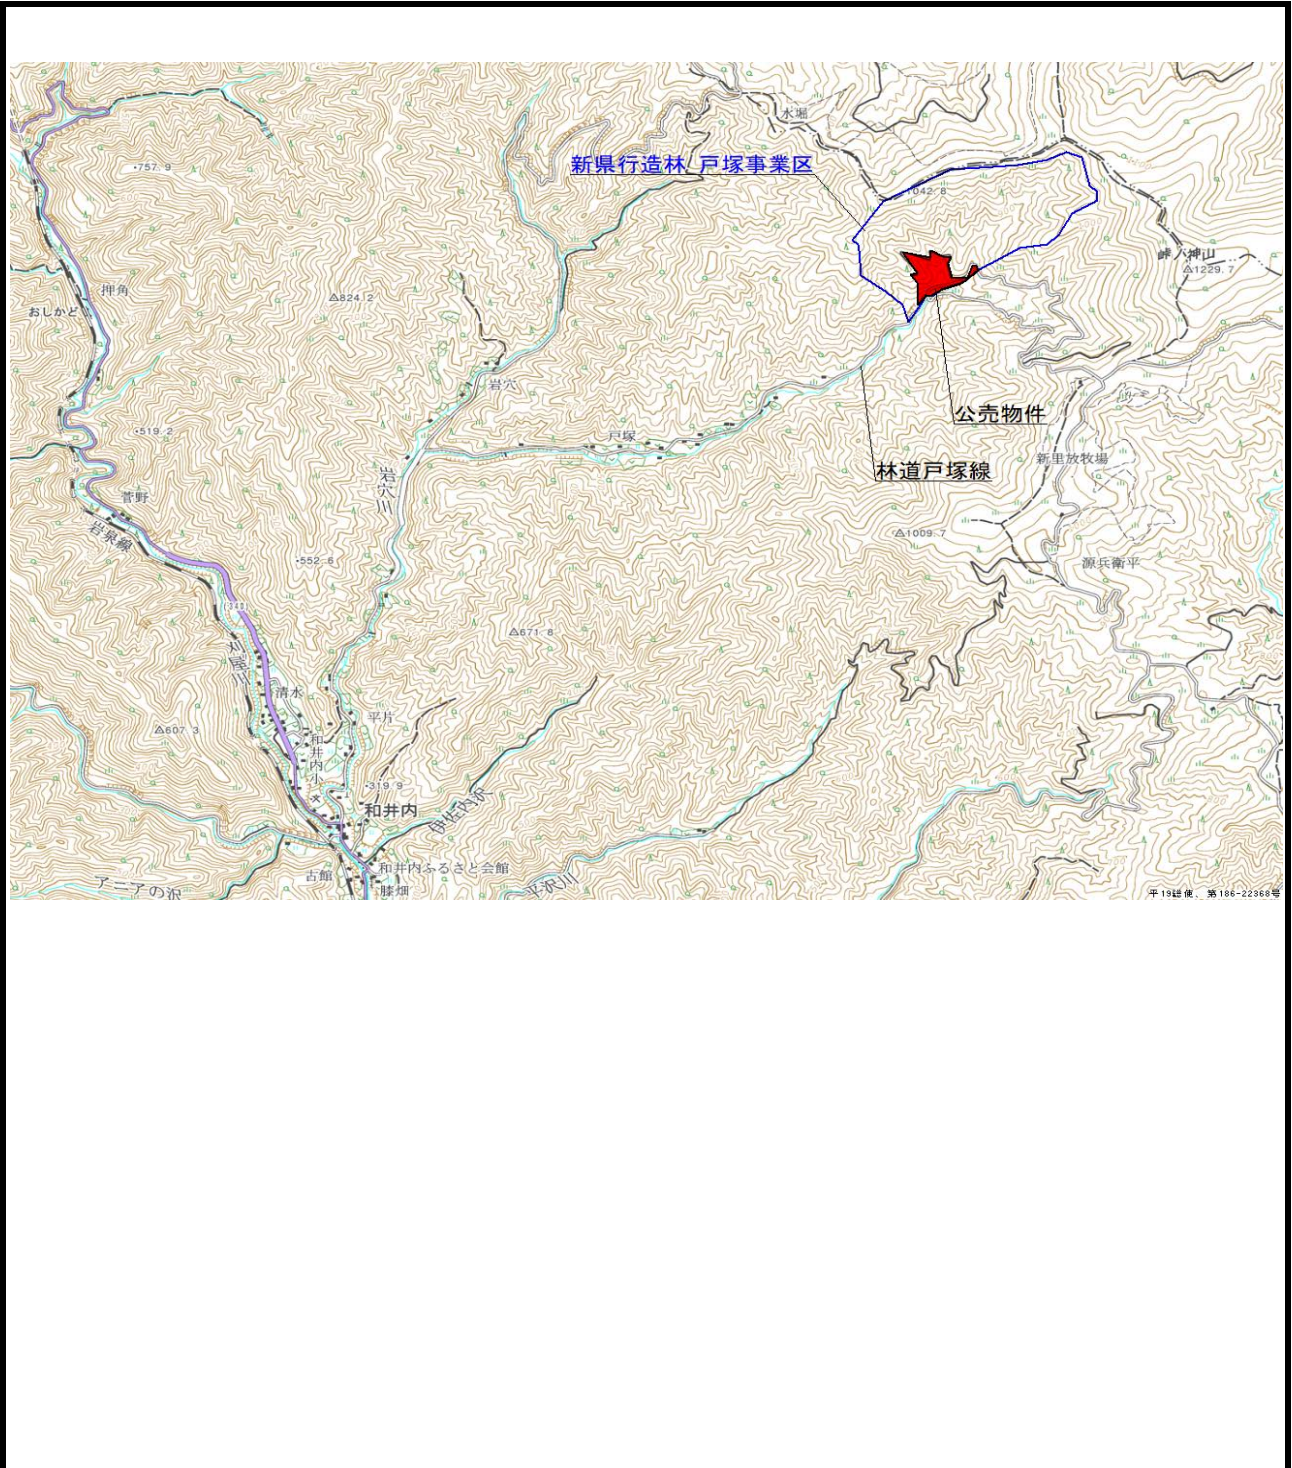 水堀
新県行造林 戸塚事業区
・757.9
1042.8
峠ノ神山
△1229.7
押角
おしかど
△824.2
岩穴
公売物件
・519.2
戸塚
林道戸塚線
新里放牧場
岩穴川
菅野
岩泉線
△1009.7
・552.6
源兵衛平
△671.8
刈屋川
清水
平片
△607.3
和井内小
・319.9
和井内
伊佐内沢
和井内ふるさと会館
古館
アニアの沢
平沢川
膝畑
平19総使、第186-22368号